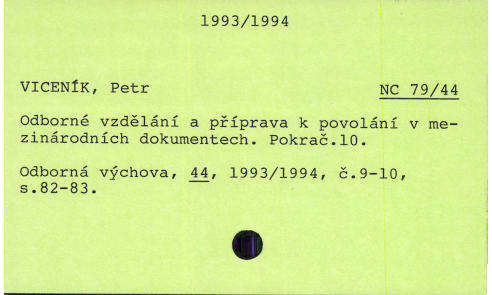 1993/1994
VICENÍK, Petr NC 79/44
Odborné vzdělání a příprava k povolání v me-
zinárodních dokumentech. Pokrač.10.
Odborná výchova, 44, 1993/1994, č.9-10,
s.82-83.